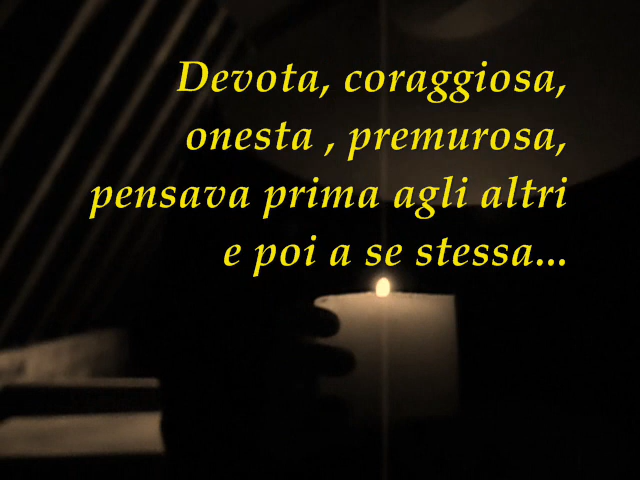 Devota, coraggiosa,
onesta , premurosa,
pensava prima agli altri
e poi a se stessa...